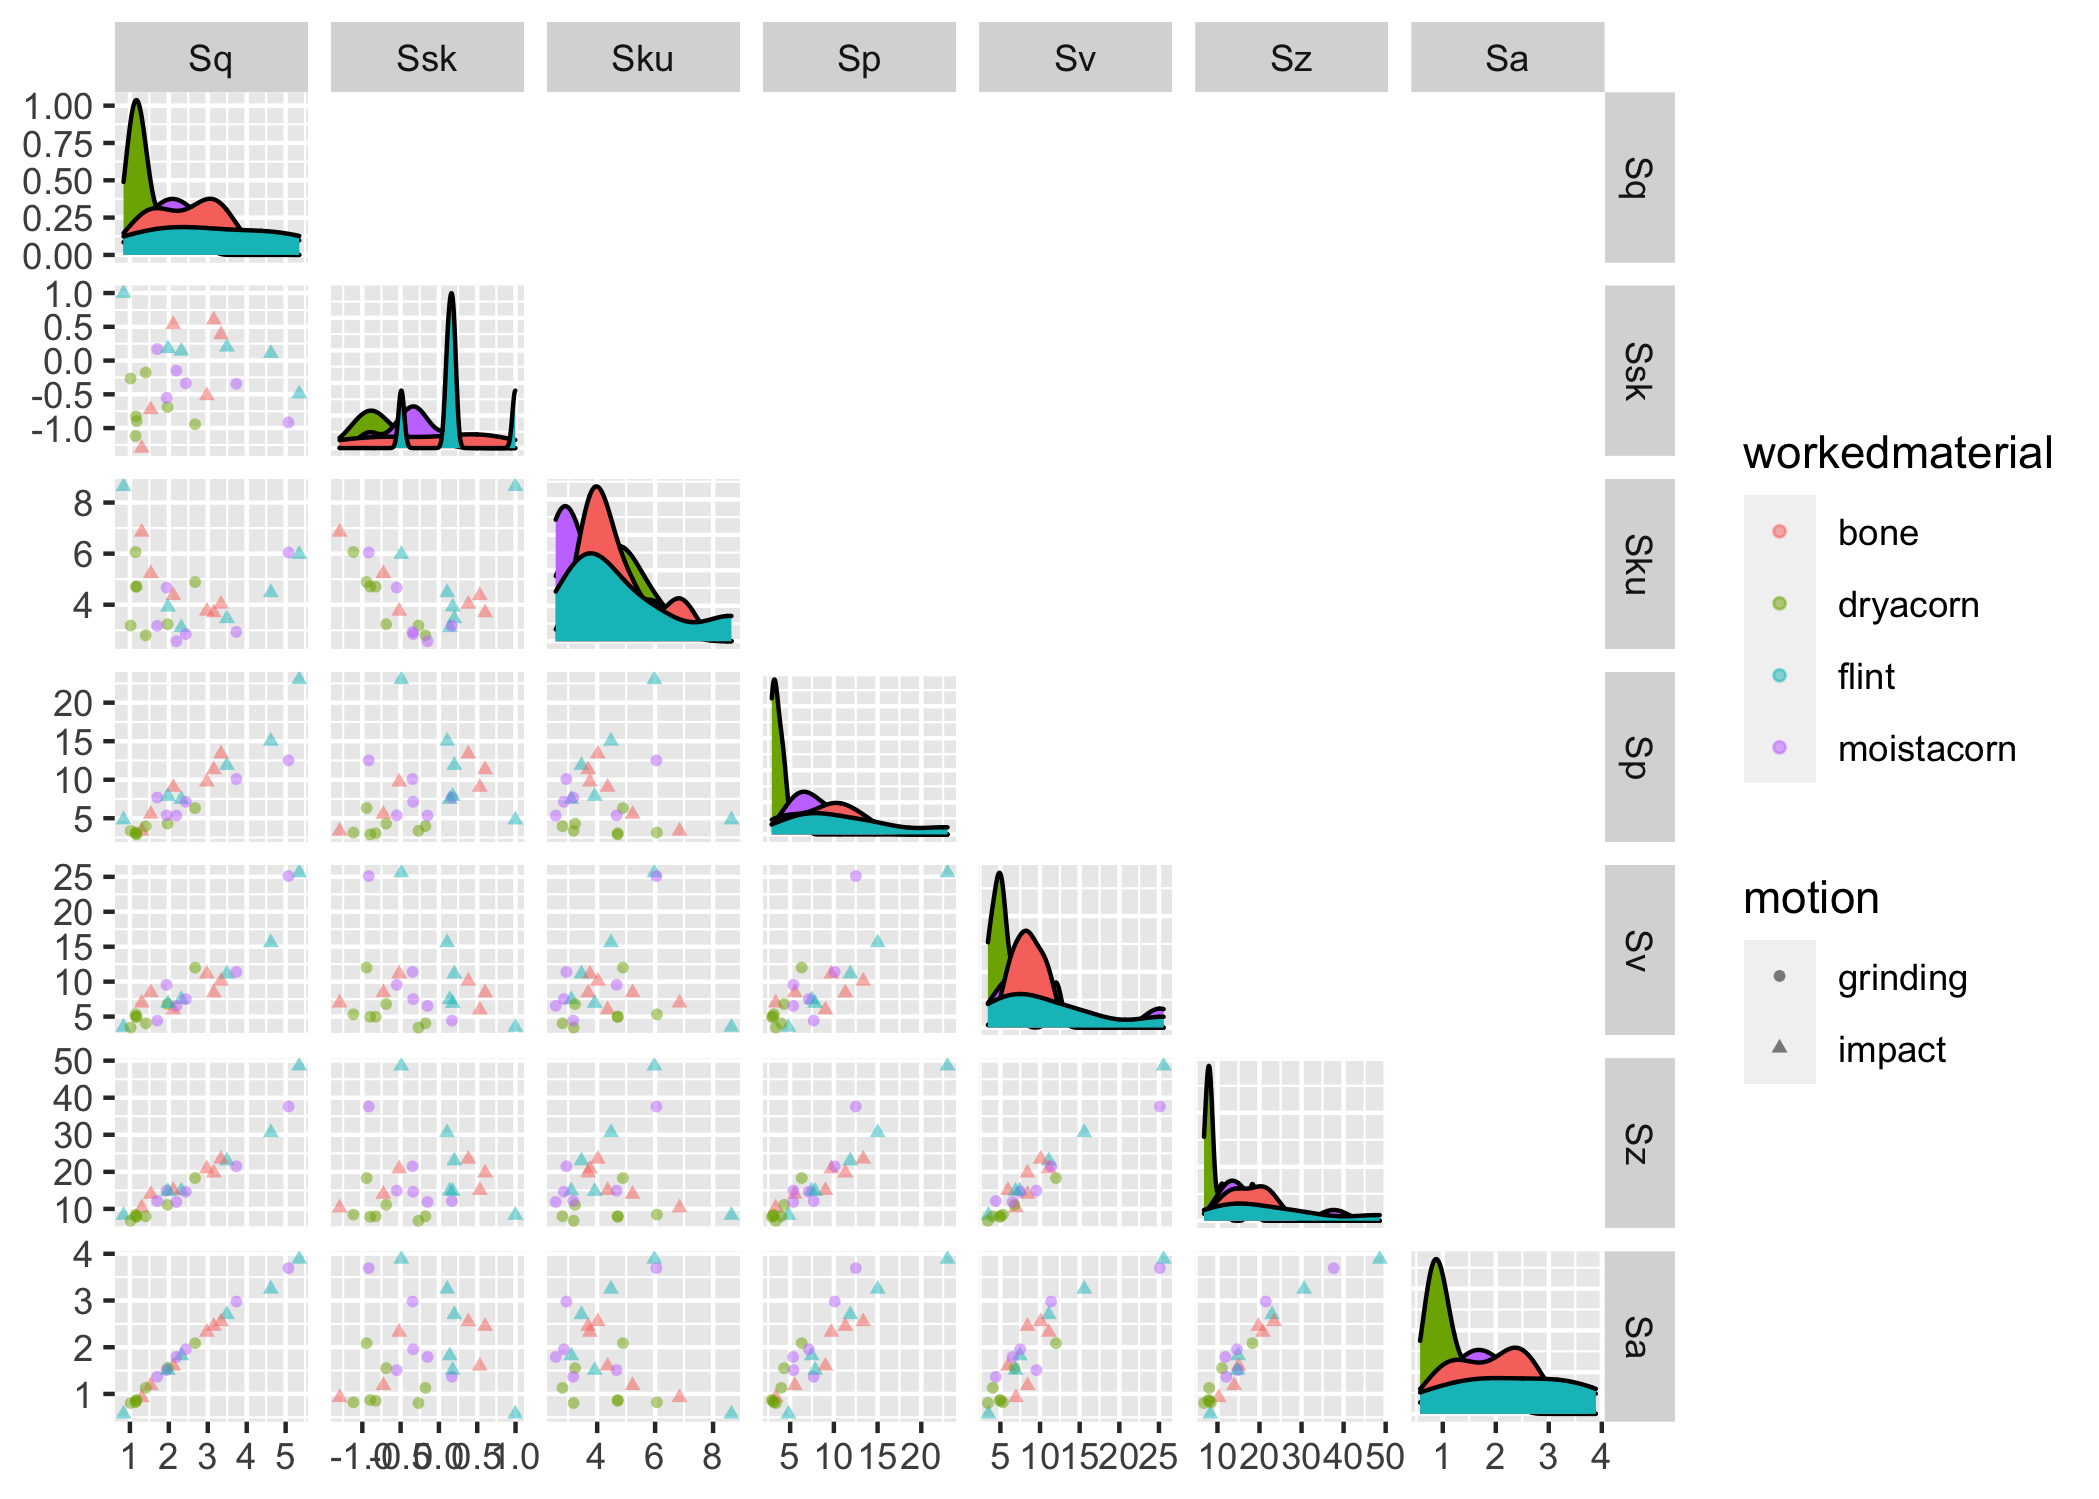 Sq Ssk Sku Sp Sv Sz Sa
1.00
0.75
0.50
0.25
0.00
Sq
1.0
0.5
0.0
-0.5
-1.0
Ssk
8
6
4
Sku
20
15
10
5
Sp
25
20
15
10
5
Sv
50
40
30
20
10
Sz
4
3
2
1
Sa
1 2 3 4 5 -1.0 -0.5 0.0 0.5 1.0 4 6 8 5 10 15 20 5 10 15 20 25 10 20 30 40 50 1 2 3 4
workedmaterial
bone
dryacorn
flint
moistacorn
motion
grinding
impact